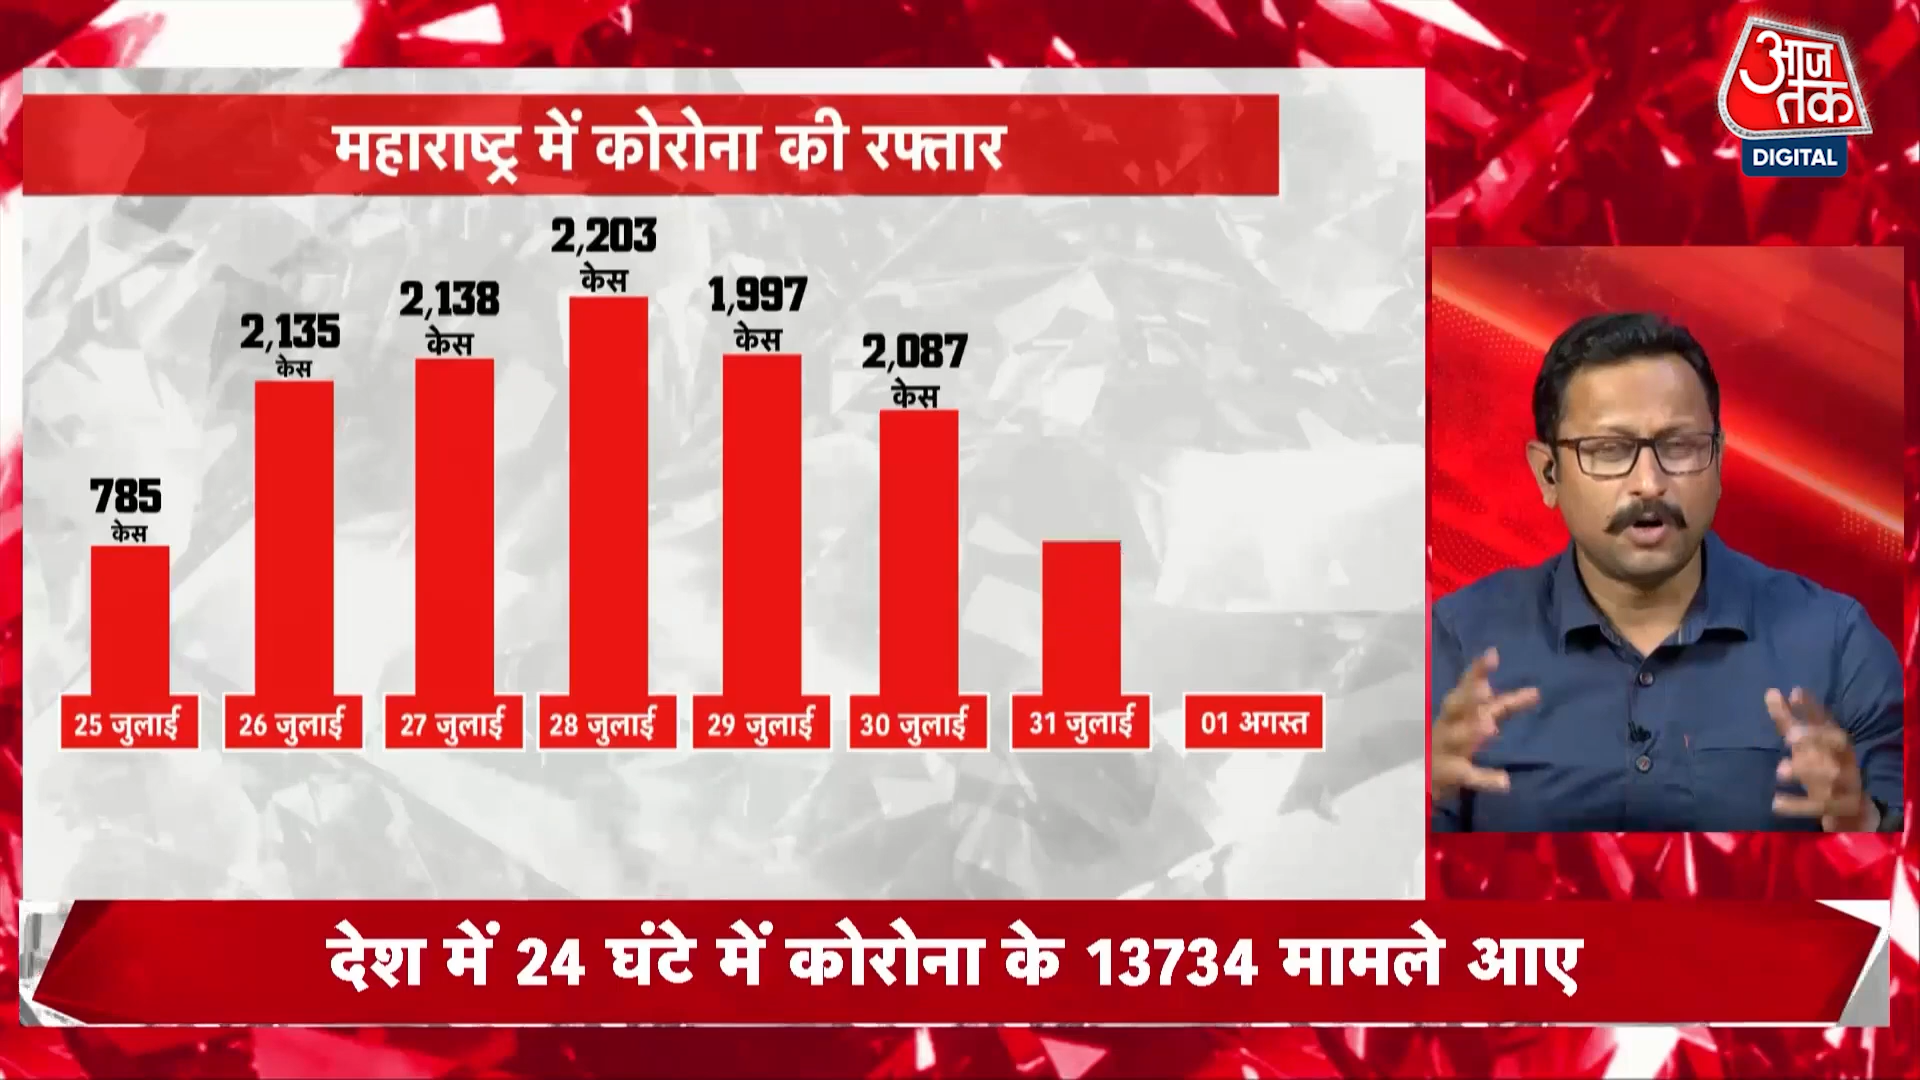 आज
तक
DIGITAL
महाराष्ट्र में कोरोना की रफ्तार
785
केस
2,135
केस
2,138
केस
2,203
केस
1,997
केस
2,087
केस
25 जुलाई
26 जुलाई
27 जुलाई
28 जुलाई
29 जुलाई
30 जुलाई
31 जुलाई
01 अगस्त
देश में 24 घंटे में कोरोना के 13734 मामले आए